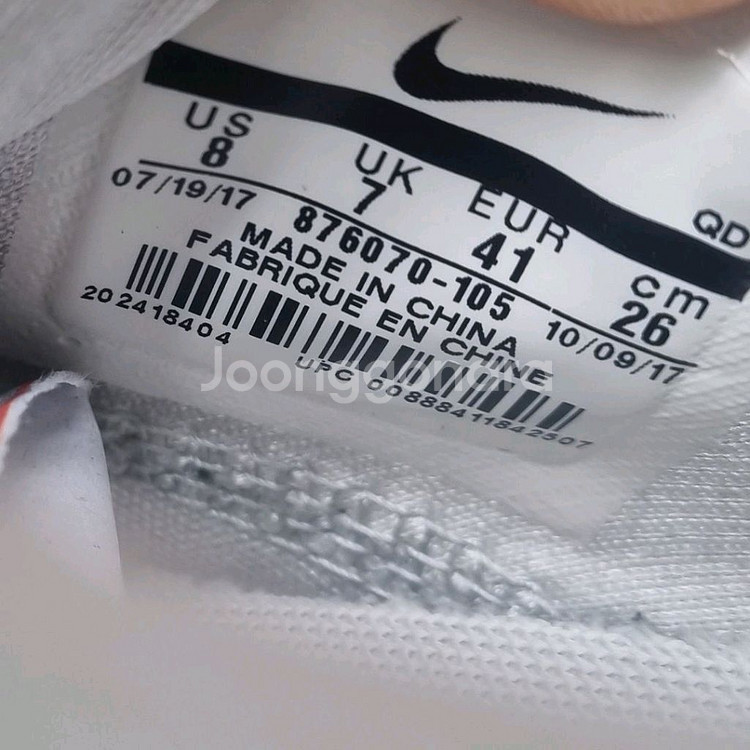 US UK EUR cm QD
8 7 41 26
07/19/17 876070-105 10/09/17
MADE IN CHINA
FABRIQUE EN CHINE
202418404
UPC 00888411842507
Joonggonara